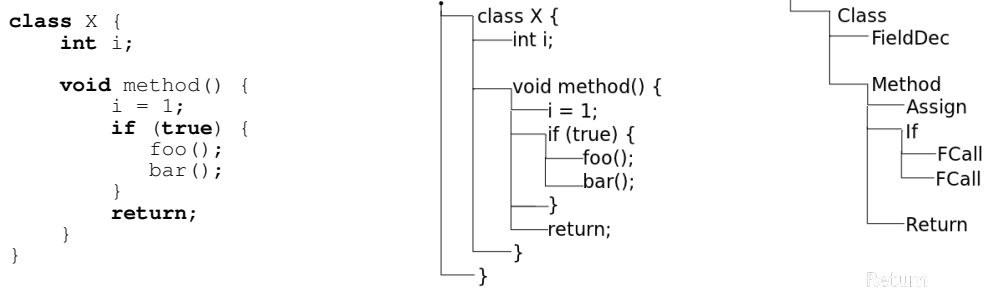 class X {
int i;
void method() {
i = 1;
if (true) {
foo();
bar();
}
return;
}
}
class X {
int i;
void method() {
i = 1;
if (true) {
foo();
bar();
}
return;
}
}
Class
FieldDec
Method
Assign
If
FCall
FCall
Return
Return